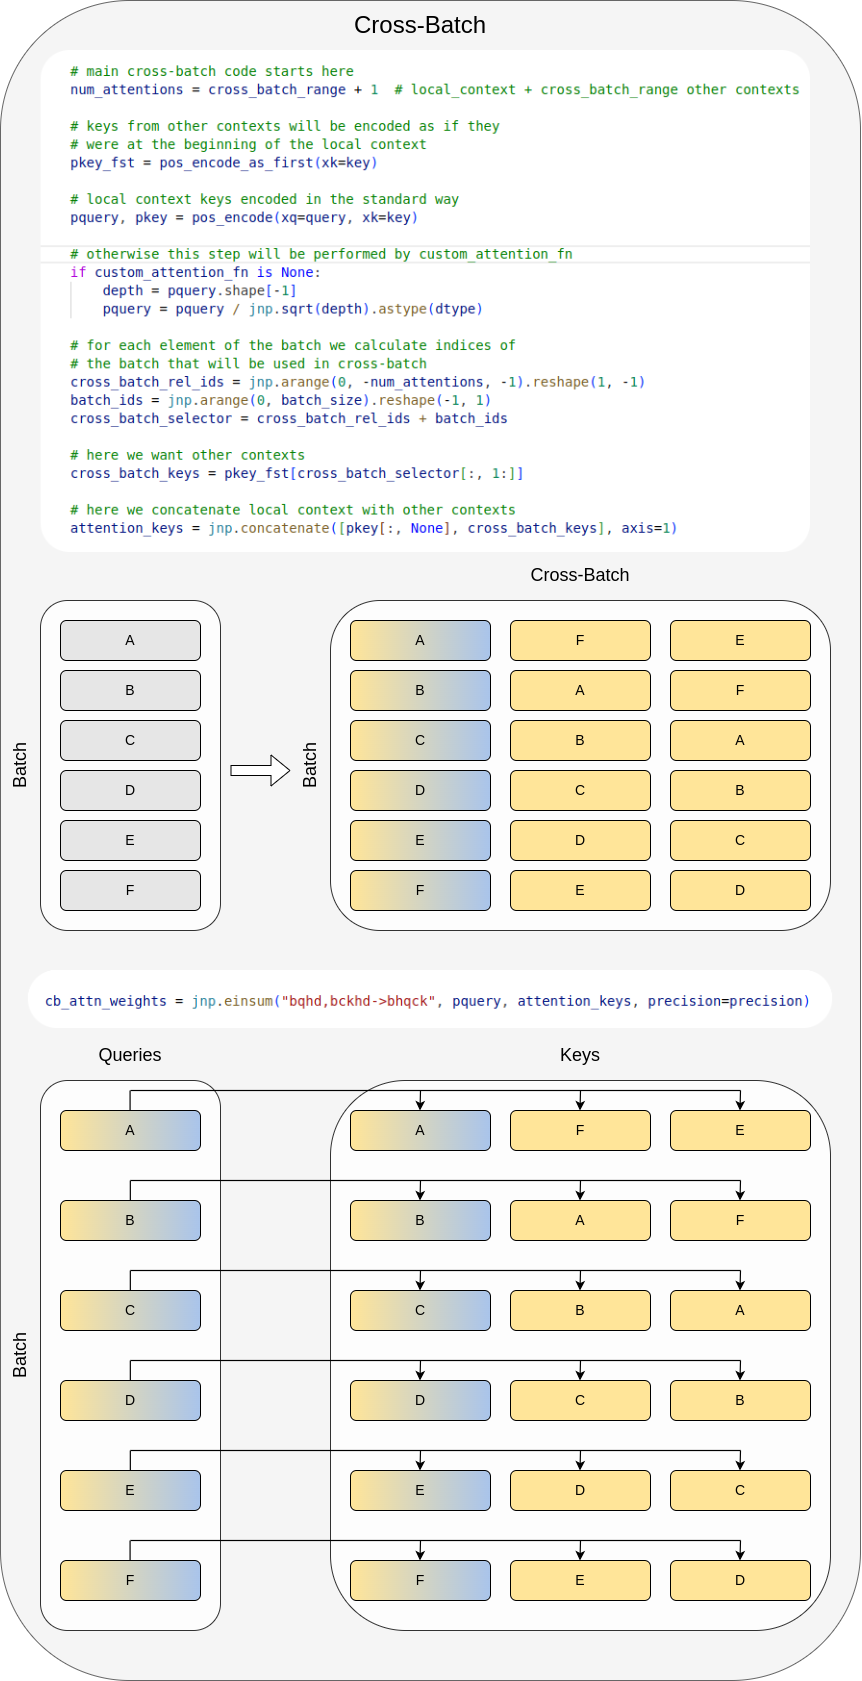 Cross-Batch
# main cross-batch code starts here
num_attentions = cross_batch_range + 1  # local_context + cross_batch_range other contexts
# keys from other contexts will be encoded as if they
# were at the beginning of the local context
pkey_fst = pos_encode_as_first(xk=key)
# local context keys encoded in the standard way
pquery, pkey = pos_encode(xq=query, xk=key)
# otherwise this step will be performed by custom_attention_fn
if custom_attention_fn is None:
    depth = pquery.shape[-1]
    pquery = pquery / jnp.sqrt(depth).astype(dtype)
# for each element of the batch we calculate indices of
# the batch that will be used in cross-batch
cross_batch_rel_ids = jnp.arange(0, -num_attentions, -1).reshape(1, -1)
batch_ids = jnp.arange(0, batch_size).reshape(-1, 1)
cross_batch_selector = cross_batch_rel_ids + batch_ids
# here we want other contexts
cross_batch_keys = pkey_fst[cross_batch_selector[:, 1:]]
# here we concatenate local context with other contexts
attention_keys = jnp.concatenate([pkey[:, None], cross_batch_keys], axis=1)
Cross-Batch
Batch
A
B
C
D
E
F
Batch
A F E
B A F
C B A
D C B
E D C
F E D
cb_attn_weights = jnp.einsum("bqhd,bckhd->bhqck", pquery, attention_keys, precision=precision)
Queries
Keys
Batch
A A F E
B B A F
C C B A
D D C B
E E D C
F F E D